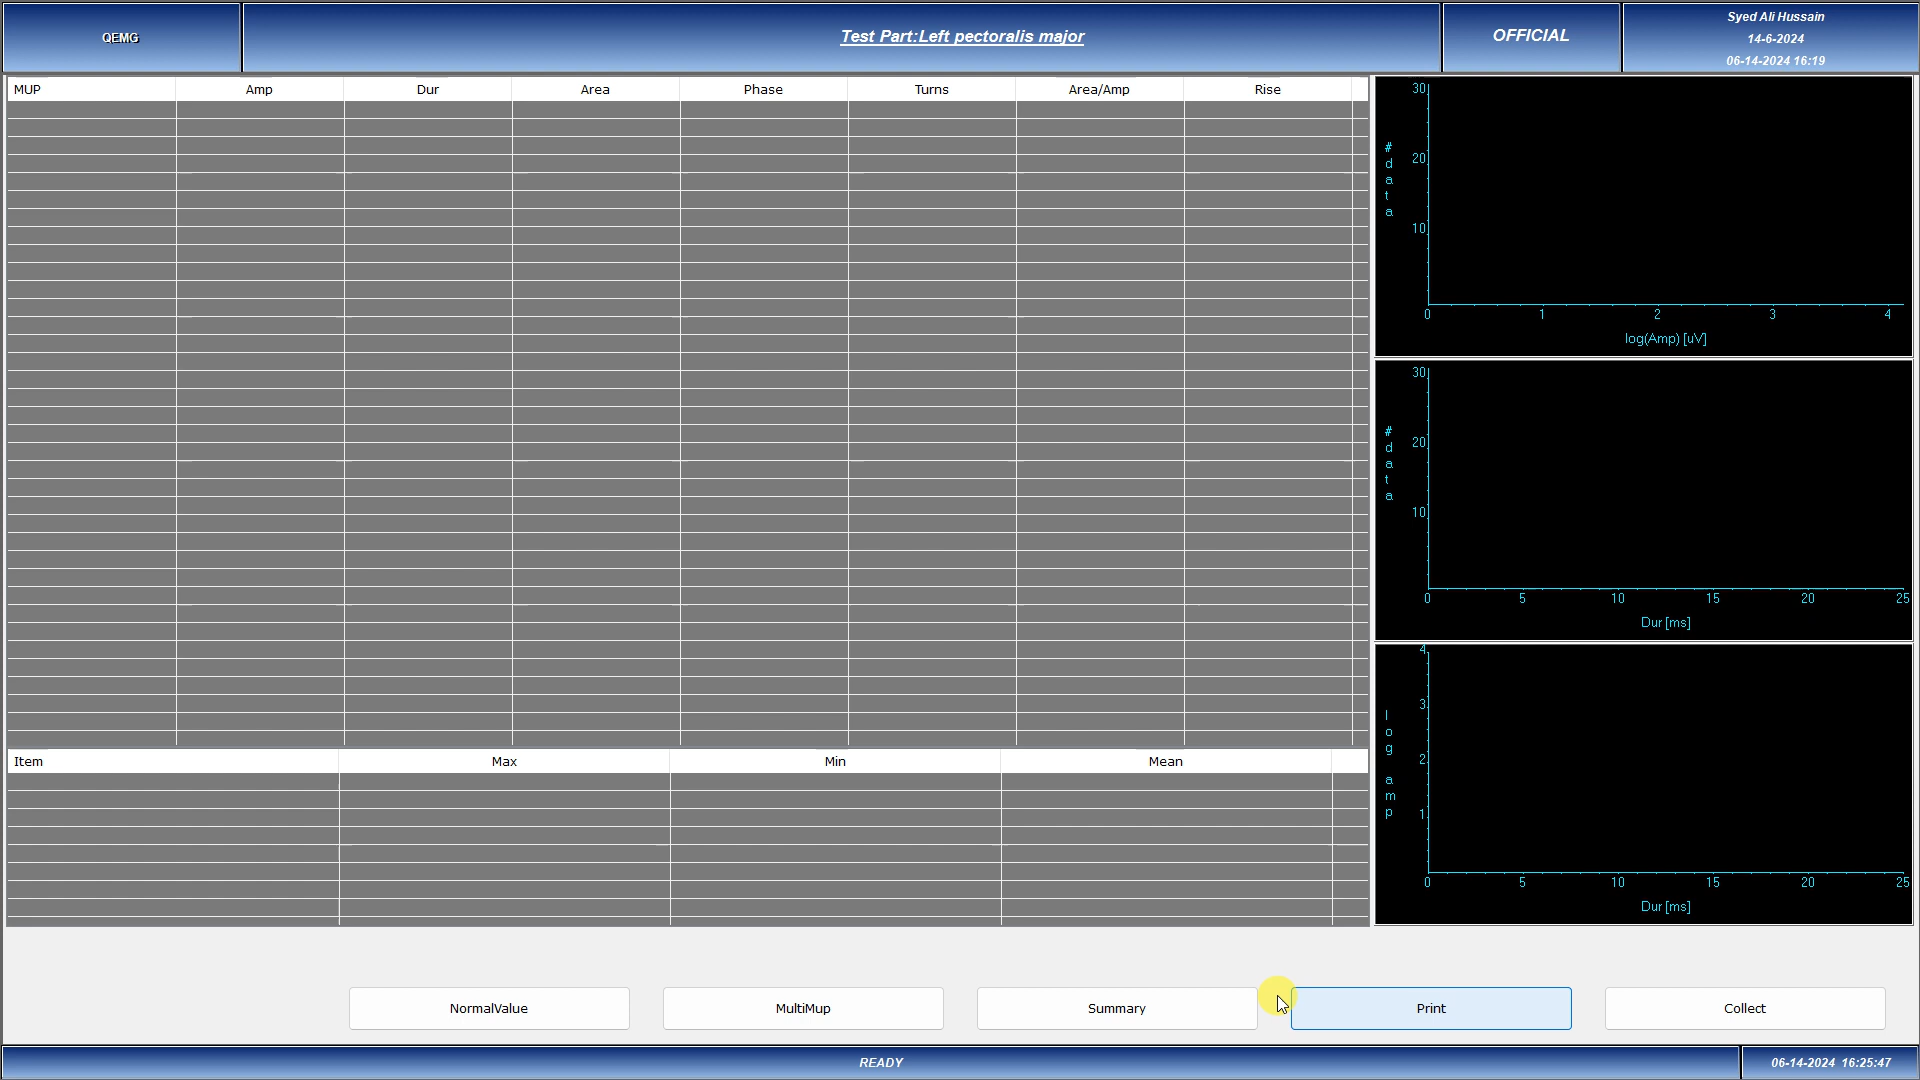 QEMG
Test Part:Left pectoralis major
OFFICIAL
Syed Ali Hussain
14-6-2024
06-14-2024 16:19
MUP Amp Dur Area Phase Turns Area/Amp Rise
30
20
10
# data
0 1 2 3 4
log(Amp) [uV]
30
20
10
# data
0 5 10 15 20 25
Dur [ms]
4
3
2
1
log amp
0 5 10 15 20 25
Dur [ms]
Item Max Min Mean
NormalValue MultiMup Summary Print Collect
READY
06-14-2024 16:25:47